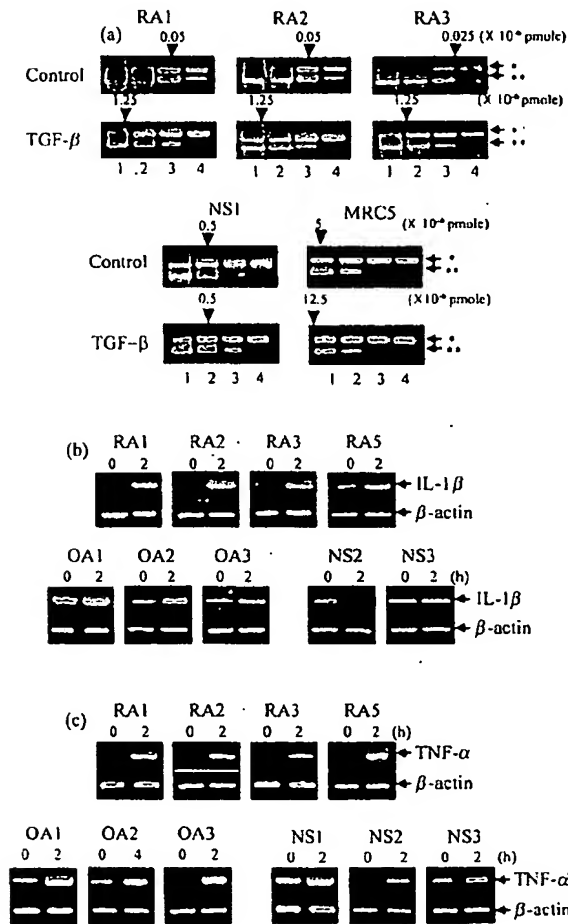 (a) RA1 RA2 RA3
0.05 0.05 0.025 (X 10⁻⁶ pmole)
Control * **
1.25 1.25 1.25 (X 10⁻⁶ pmole)
TGF-β * **
1 2 3 4 1 2 3 4 1 2 3 4
NS1 MRC5
0.5 5 (X 10⁻⁶ pmole)
Control * **
0.5 12.5 (X10⁻⁶ pmole)
TGF-β * **
1 2 3 4 1 2 3 4
(b) RA1 RA2 RA3 RA5
0 2 0 2 0 2 0 2
IL-1β
β-actin
OA1 OA2 OA3 NS2 NS3
0 2 0 2 0 2 0 2 0 2 (h)
IL-1β
β-actin
(c) RA1 RA2 RA3 RA5
0 2 0 2 0 2 0 2 (h)
TNF-α
β-actin
OA1 OA2 OA3 NS1 NS2 NS3
0 2 0 4 0 2 0 2 0 2 0 2 (h)
TNF-α
β-actin